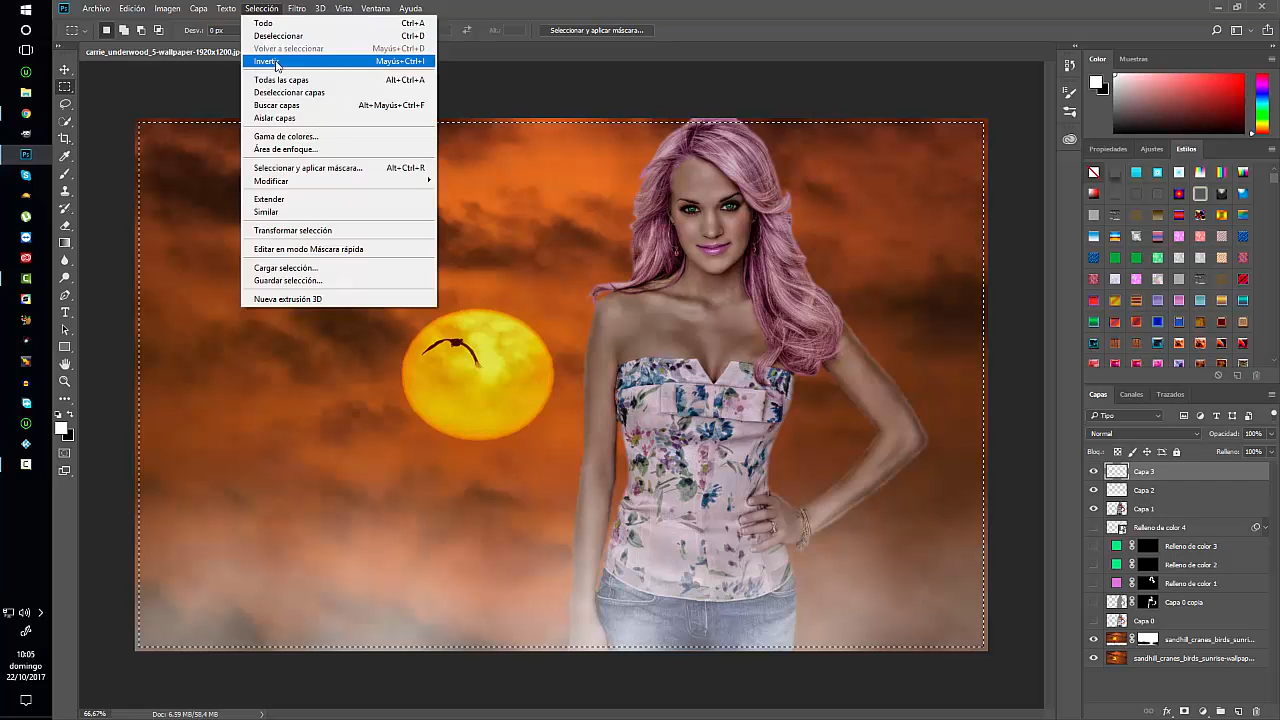 Archivo Edición Imagen Capa Texto Selección Filtro 3D Vista Ventana Ayuda
Desv.: 0 px
Alt.:
Seleccionar y aplicar máscara...
carrie_underwood_5-wallpaper-1920x1200.jp
Todo Ctrl+A
Deseleccionar Ctrl+D
Volver a seleccionar Mayús+Ctrl+D
Mayús+Ctrl+I
Todas las capas Alt+Ctrl+A
Deseleccionar capas
Buscar capas Alt+Mayús+Ctrl+F
Aislar capas
Gama de colores...
Área de enfoque...
Seleccionar y aplicar máscara... Alt+Ctrl+R
Modificar
Extender
Similar
Transformar selección
Editar en modo Máscara rápida
Cargar selección...
Guardar selección...
Nueva extrusión 3D
Color Muestras
Propiedades Ajustes Estilos
Capas Canales Trazados
Tipo
Normal Opacidad: 100%
Bloq.: Relleno: 100%
Capa 3
Capa 2
Capa 1
Relleno de color 4
Relleno de color 3
Relleno de color 2
Relleno de color 1
Capa 0 copia
Capa 0
sandhill_cranes_birds_sunri...
sandhill_cranes_birds_sunrise-wallpap...
10:05
domingo
22/10/2017
66,67% Doc: 6,59 MB/58,4 MB